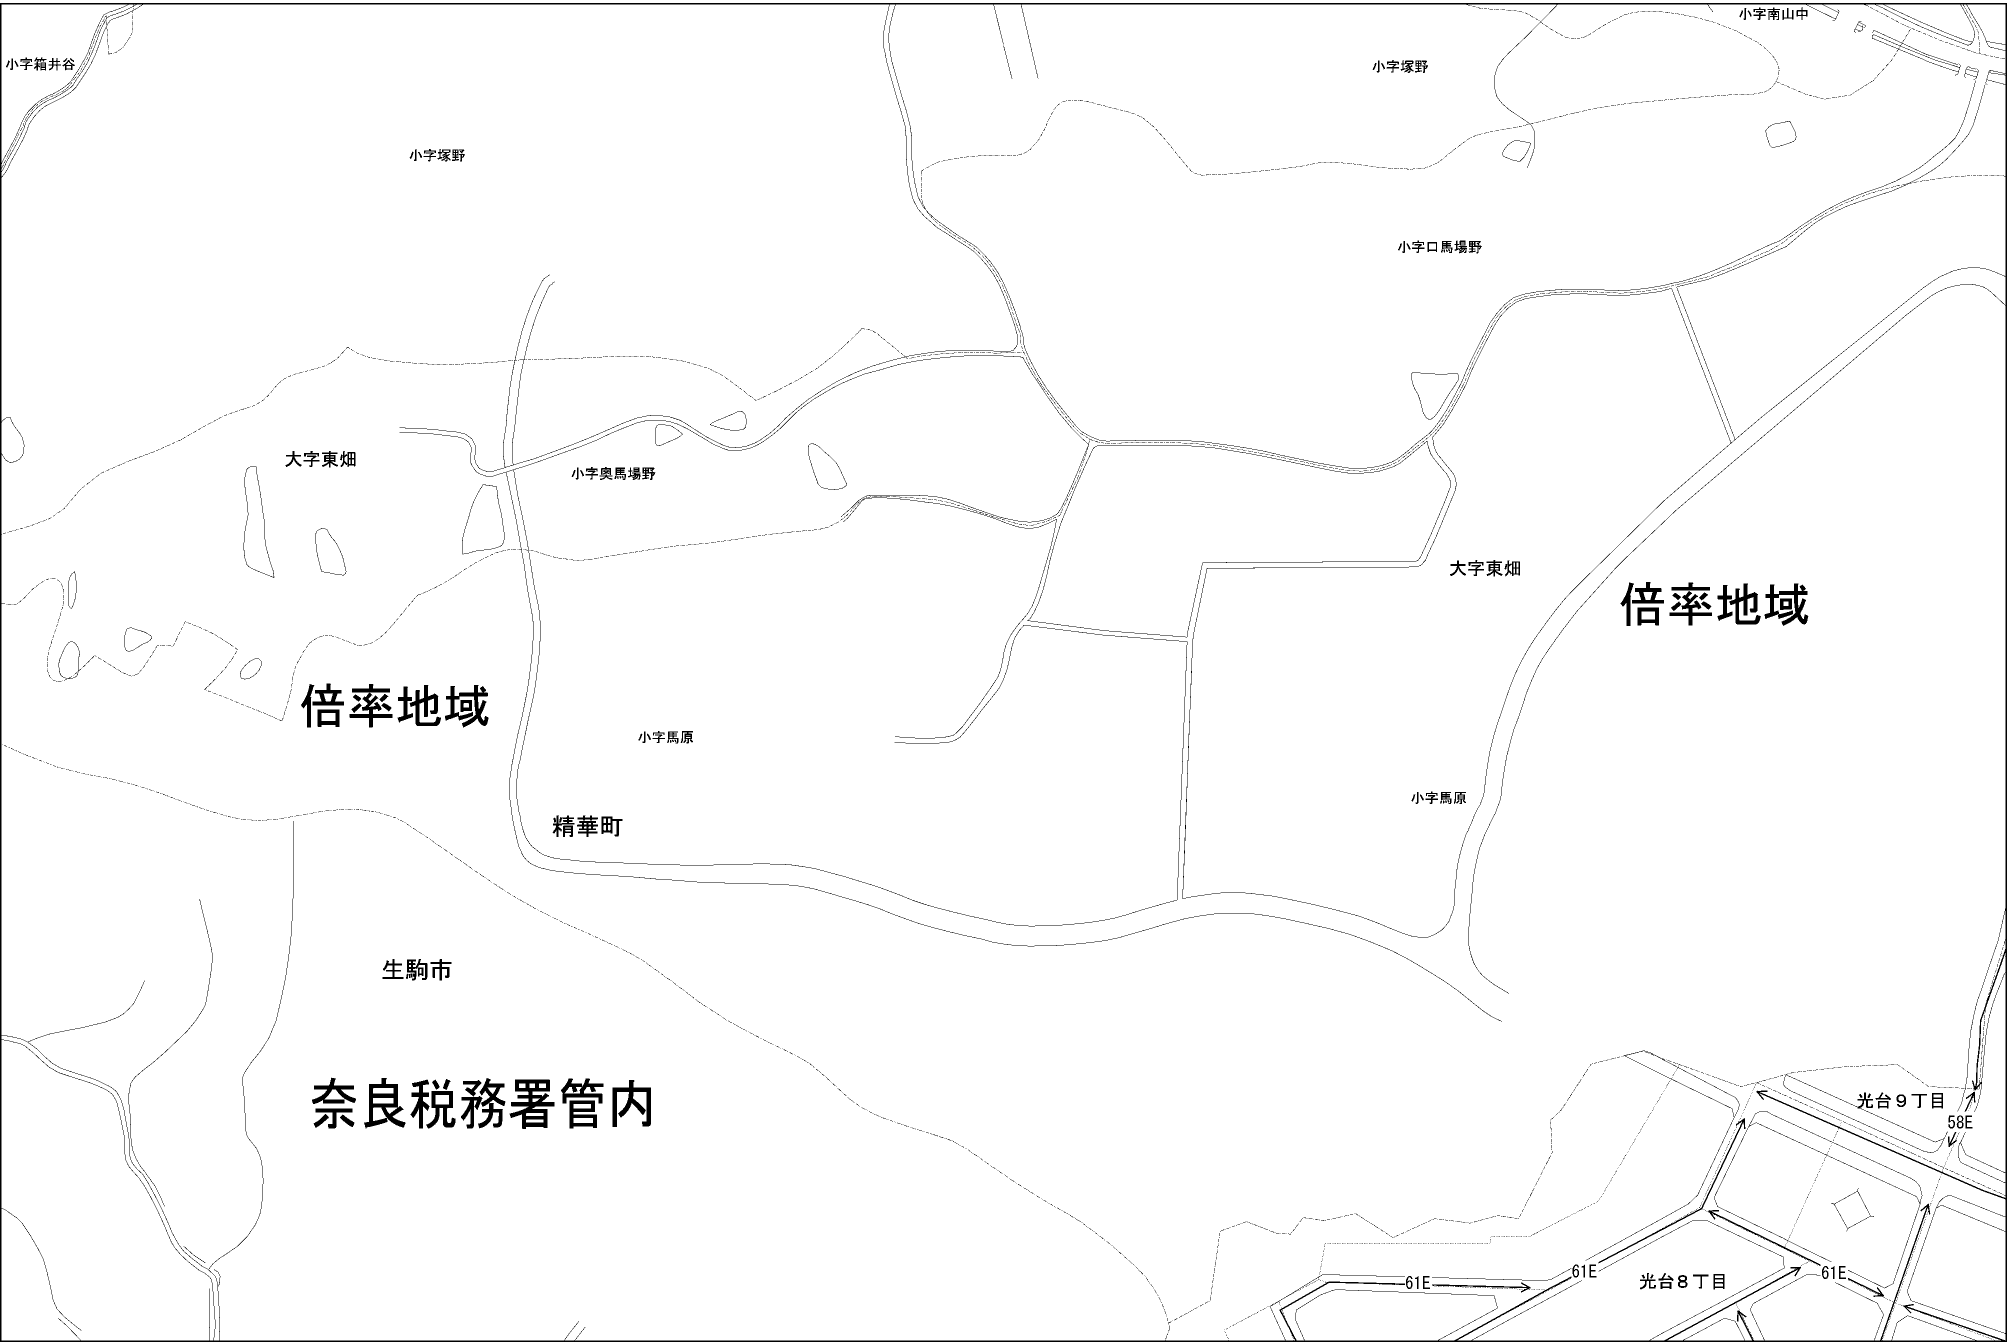 小字南山中
小字箱井谷
小字塚野
小字塚野
小字口馬場野
大字東畑
小字奥馬場野
大字東畑
倍率地域
倍率地域
小字馬原
小字馬原
精華町
生駒市
奈良税務署管内
光台9丁目
58E
61E
61E
光台8丁目
61E